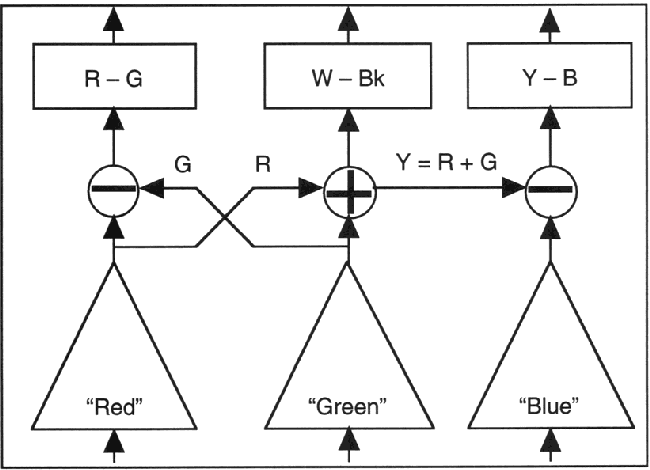 R – G
W – Bk
Y – B
G
R
Y = R + G
“Red”
“Green”
“Blue”